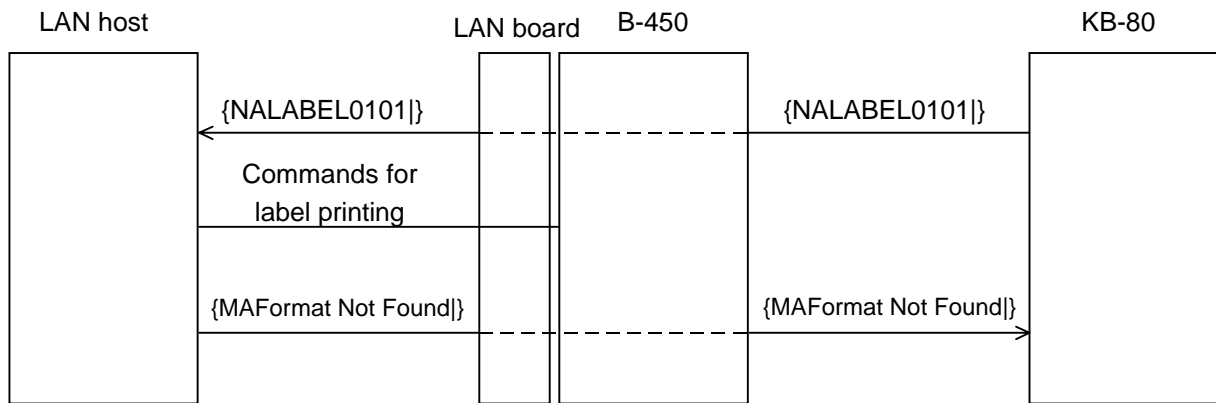 LAN host
LAN board
B-450
KB-80
{NALABEL0101|}
{NALABEL0101|}
Commands for
label printing
{MAFormat Not Found|}
{MAFormat Not Found|}